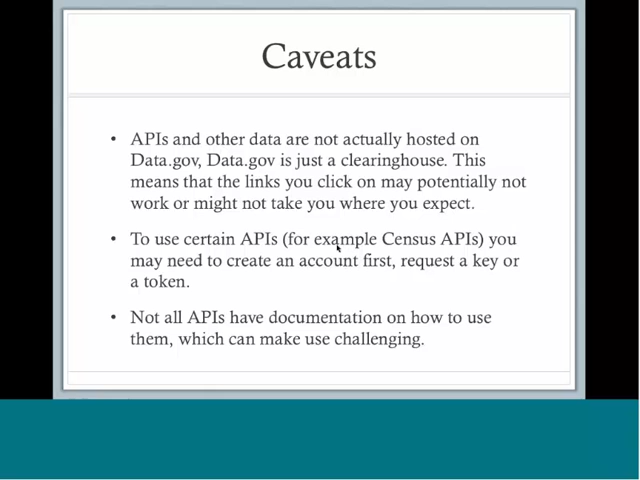 Caveats
• APIs and other data are not actually hosted on
Data.gov, Data.gov is just a clearinghouse. This
means that the links you click on may potentially not
work or might not take you where you expect.
• To use certain APIs (for example Census APIs) you
may need to create an account first, request a key or
a token.
• Not all APIs have documentation on how to use
them, which can make use challenging.